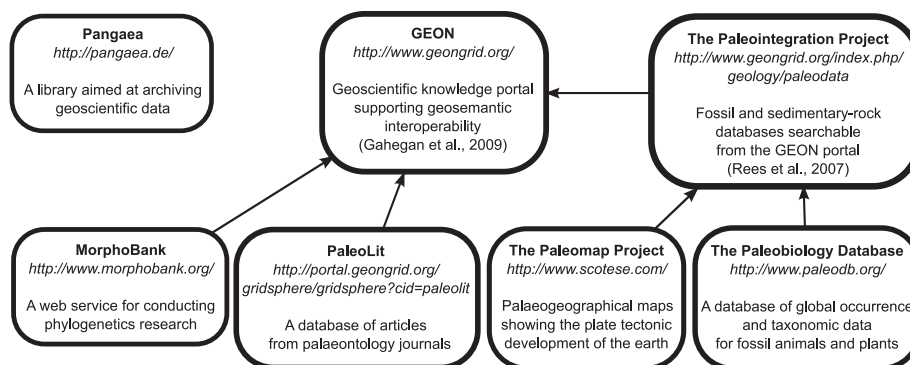 Pangaea
http://pangaea.de/
A library aimed at archiving
geoscientific data
GEON
http://www.geongrid.org/
Geoscientific knowledge portal
supporting geosemantic
interoperability
(Gahegan et al., 2009)
The Paleointegration Project
http://www.geongrid.org/index.php/
geology/paleodata
Fossil and sedimentary-rock
databases searchable
from the GEON portal
(Rees et al., 2007)
MorphoBank
http://www.morphobank.org/
A web service for conducting
phylogenetics research
PaleoLit
http://portal.geongrid.org/
gridsphere/gridsphere?cid=paleolit
A database of articles
from palaeontology journals
The Paleomap Project
http://www.scotese.com/
Palaeogeographical maps
showing the plate tectonic
development of the earth
The Paleobiology Database
http://www.paleodb.org/
A database of global occurrence
and taxonomic data
for fossil animals and plants